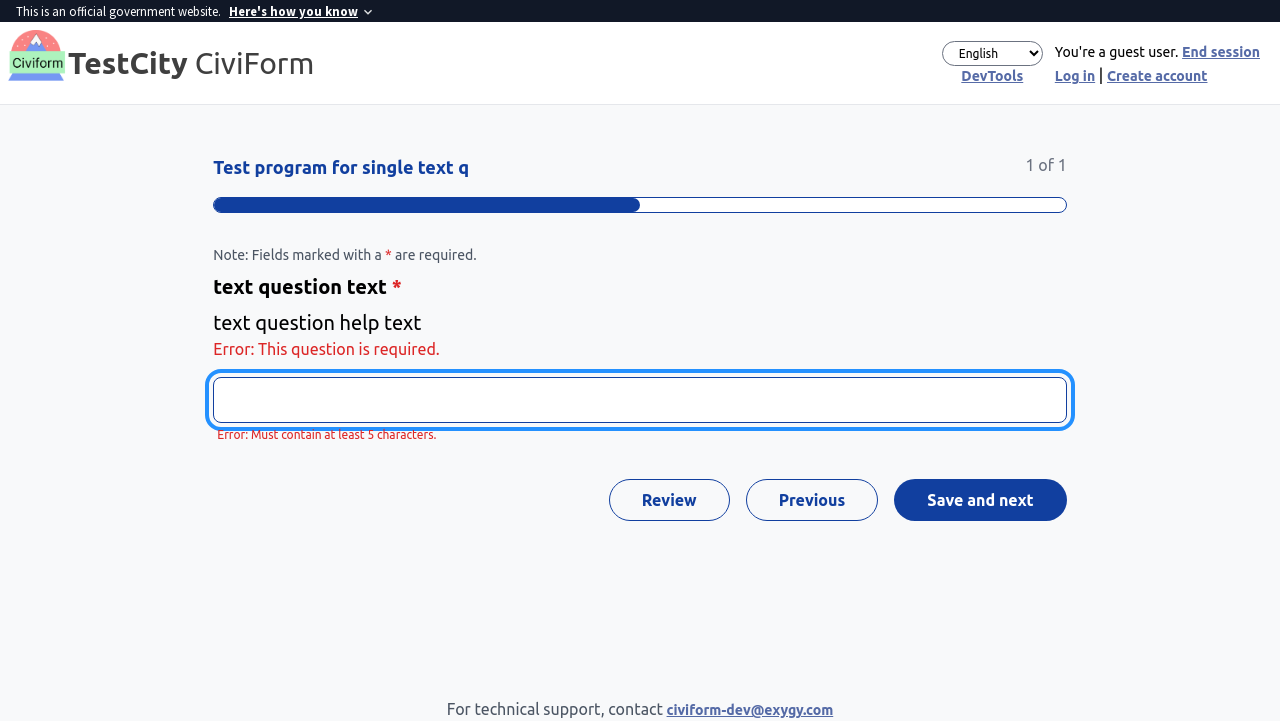 This is an official government website. Here's how you know
Civiform
TestCity CiviForm
English
DevTools
You're a guest user. End session
Log in | Create account
Test program for single text q
1 of 1
Note: Fields marked with a * are required.
text question text *
text question help text
Error: This question is required.
Error: Must contain at least 5 characters.
Review
Previous
Save and next
For technical support, contact civiform-dev@exygy.com